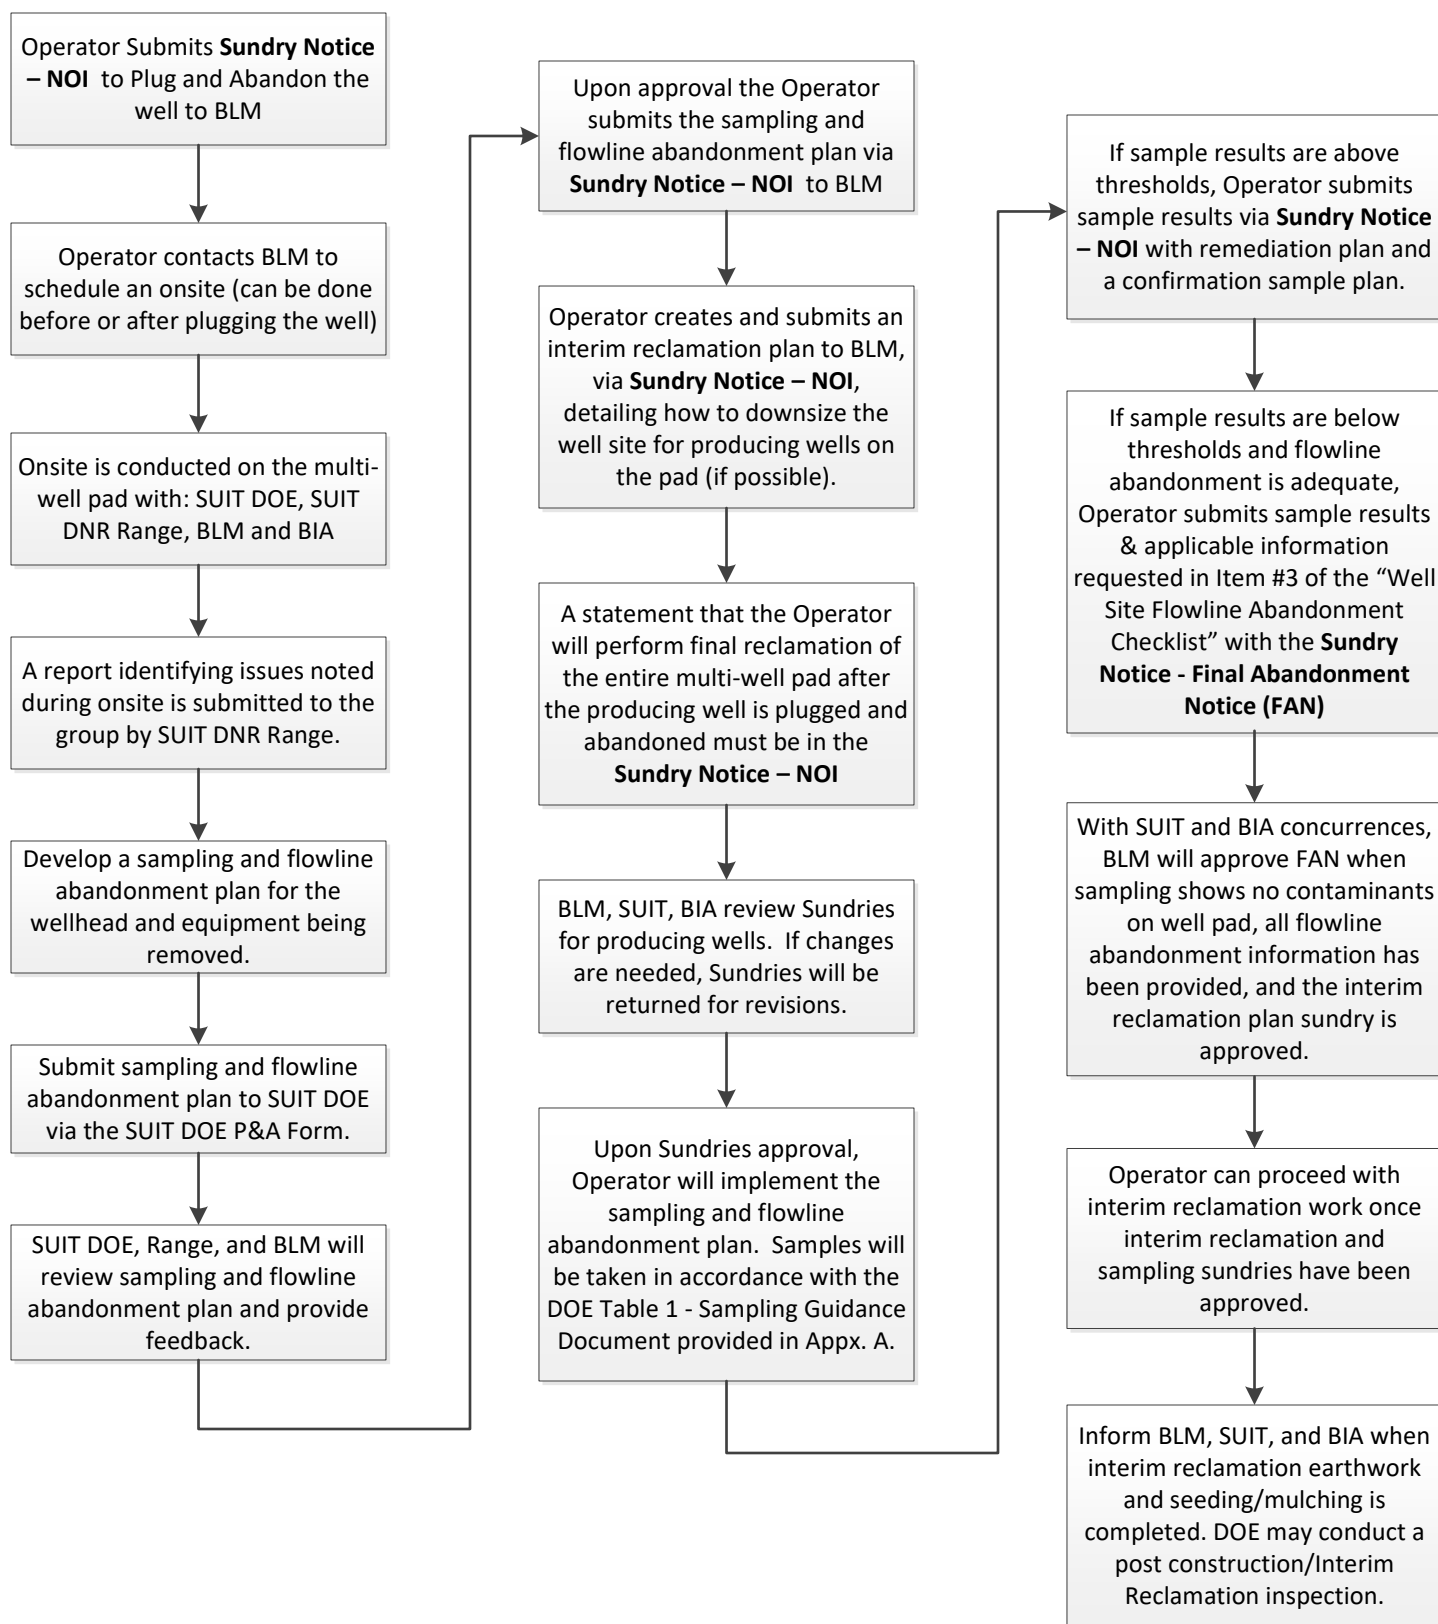 Operator Submits Sundry Notice
– NOI to Plug and Abandon the
well to BLM
Operator contacts BLM to
schedule an onsite (can be done
before or after plugging the well)
Onsite is conducted on the multi-
well pad with: SUIT DOE, SUIT
DNR Range, BLM and BIA
A report identifying issues noted
during onsite is submitted to the
group by SUIT DNR Range.
Develop a sampling and flowline
abandonment plan for the
wellhead and equipment being
removed.
Submit sampling and flowline
abandonment plan to SUIT DOE
via the SUIT DOE P&A Form.
SUIT DOE, Range, and BLM will
review sampling and flowline
abandonment plan and provide
feedback.
Upon approval the Operator
submits the sampling and
flowline abandonment plan via
Sundry Notice – NOI to BLM
Operator creates and submits an
interim reclamation plan to BLM,
via Sundry Notice – NOI,
detailing how to downsize the
well site for producing wells on
the pad (if possible).
A statement that the Operator
will perform final reclamation of
the entire multi-well pad after
the producing well is plugged and
abandoned must be in the
Sundry Notice – NOI
BLM, SUIT, BIA review Sundries
for producing wells. If changes
are needed, Sundries will be
returned for revisions.
Upon Sundries approval,
Operator will implement the
sampling and flowline
abandonment plan. Samples will
be taken in accordance with the
DOE Table 1 - Sampling Guidance
Document provided in Appx. A.
If sample results are above
thresholds, Operator submits
sample results via Sundry Notice
– NOI with remediation plan and
a confirmation sample plan.
If sample results are below
thresholds and flowline
abandonment is adequate,
Operator submits sample results
& applicable information
requested in Item #3 of the “Well
Site Flowline Abandonment
Checklist” with the Sundry
Notice - Final Abandonment
Notice (FAN)
With SUIT and BIA concurrences,
BLM will approve FAN when
sampling shows no contaminants
on well pad, all flowline
abandonment information has
been provided, and the interim
reclamation plan sundry is
approved.
Operator can proceed with
interim reclamation work once
interim reclamation and
sampling sundries have been
approved.
Inform BLM, SUIT, and BIA when
interim reclamation earthwork
and seeding/mulching is
completed. DOE may conduct a
post construction/Interim
Reclamation inspection.